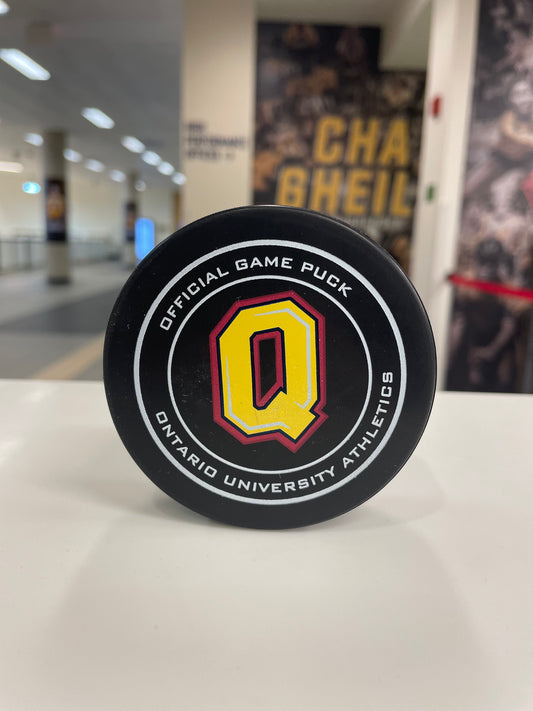 CHA
GHEIL
OFFICIAL GAME PUCK
Q
ONTARIO UNIVERSITY ATHLETICS